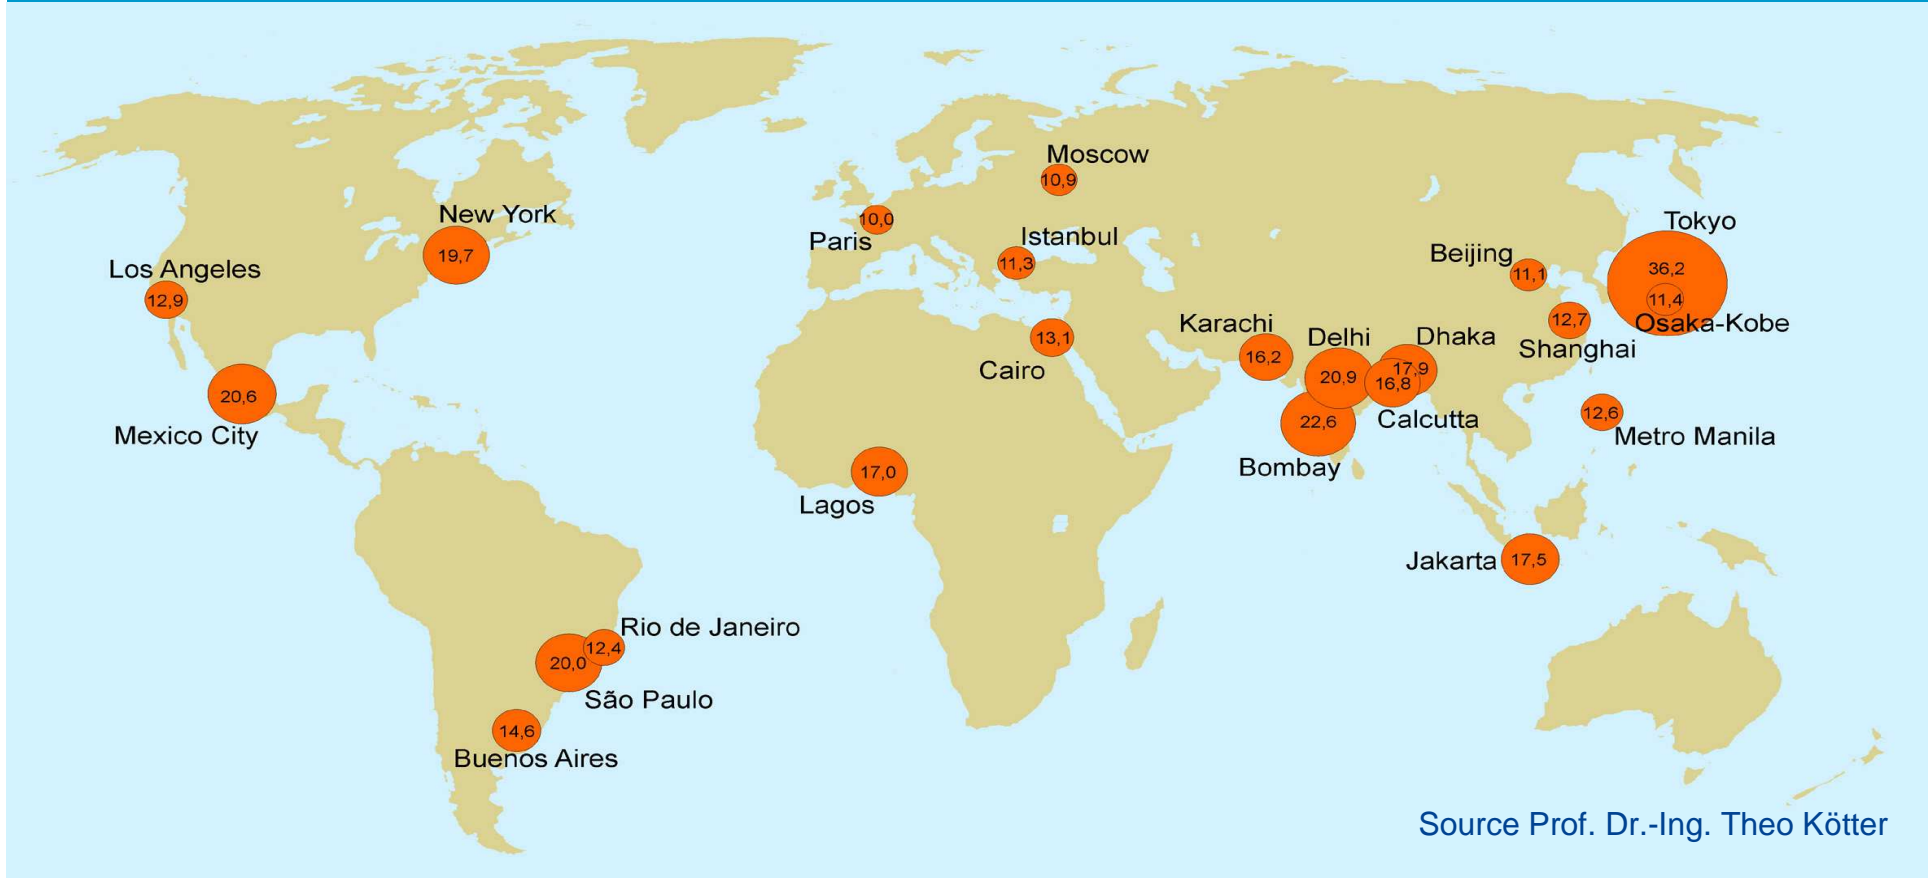 Moscow
10,9
New York
19,7
10,0
Paris
Istanbul
11,3
Tokyo
36,2
11,4
Osaka-Kobe
Beijing
11,1
Los Angeles
12,9
12,7
Shanghai
Karachi
16,2
Delhi
20,9
Dhaka
17,9
16,8
Calcutta
13,1
Cairo
20,6
Mexico City
22,6
Bombay
12,6
Metro Manila
17,0
Lagos
Jakarta
17,5
Rio de Janeiro
12,4
20,0
São Paulo
14,6
Buenos Aires
Source Prof. Dr.-Ing. Theo Kötter